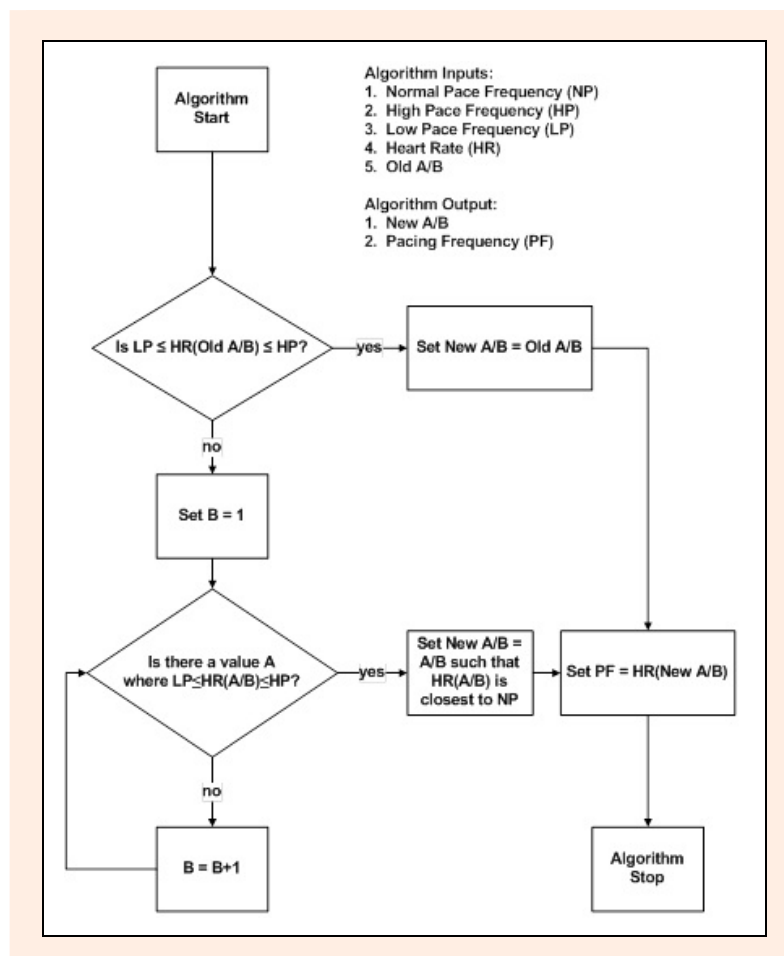 Algorithm
Start
Algorithm Inputs:
1. Normal Pace Frequency (NP)
2. High Pace Frequency (HP)
3. Low Pace Frequency (LP)
4. Heart Rate (HR)
5. Old A/B
Algorithm Output:
1. New A/B
2. Pacing Frequency (PF)
Is LP ≤ HR(Old A/B) ≤ HP?
yes
Set New A/B = Old A/B
no
Set B = 1
Is there a value A
where LP≤HR(A/B)≤HP?
yes
Set New A/B =
A/B such that
HR(A/B) is
closest to NP
Set PF = HR(New A/B)
no
B = B+1
Algorithm
Stop